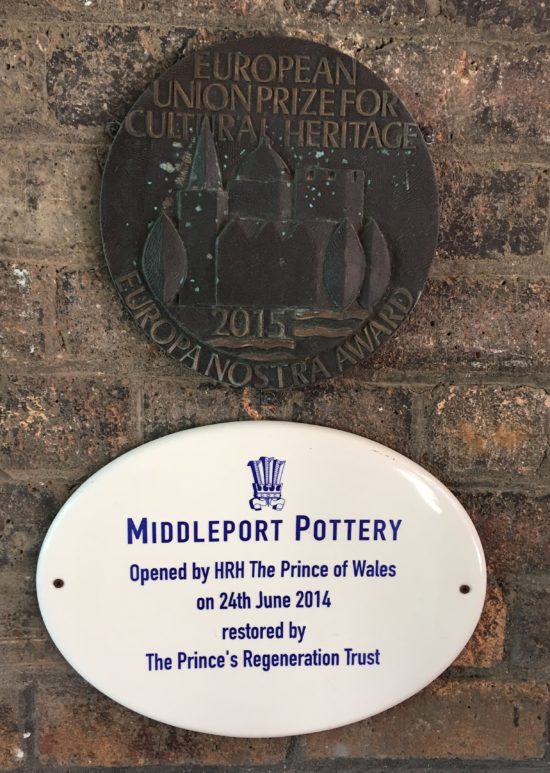 EUROPEAN
UNION PRIZE FOR
CULTURAL HERITAGE
2015
EUROPA NOSTRA AWARD
MIDDLEPORT POTTERY
Opened by HRH The Prince of Wales
on 24th June 2014
restored by
The Prince's Regeneration Trust